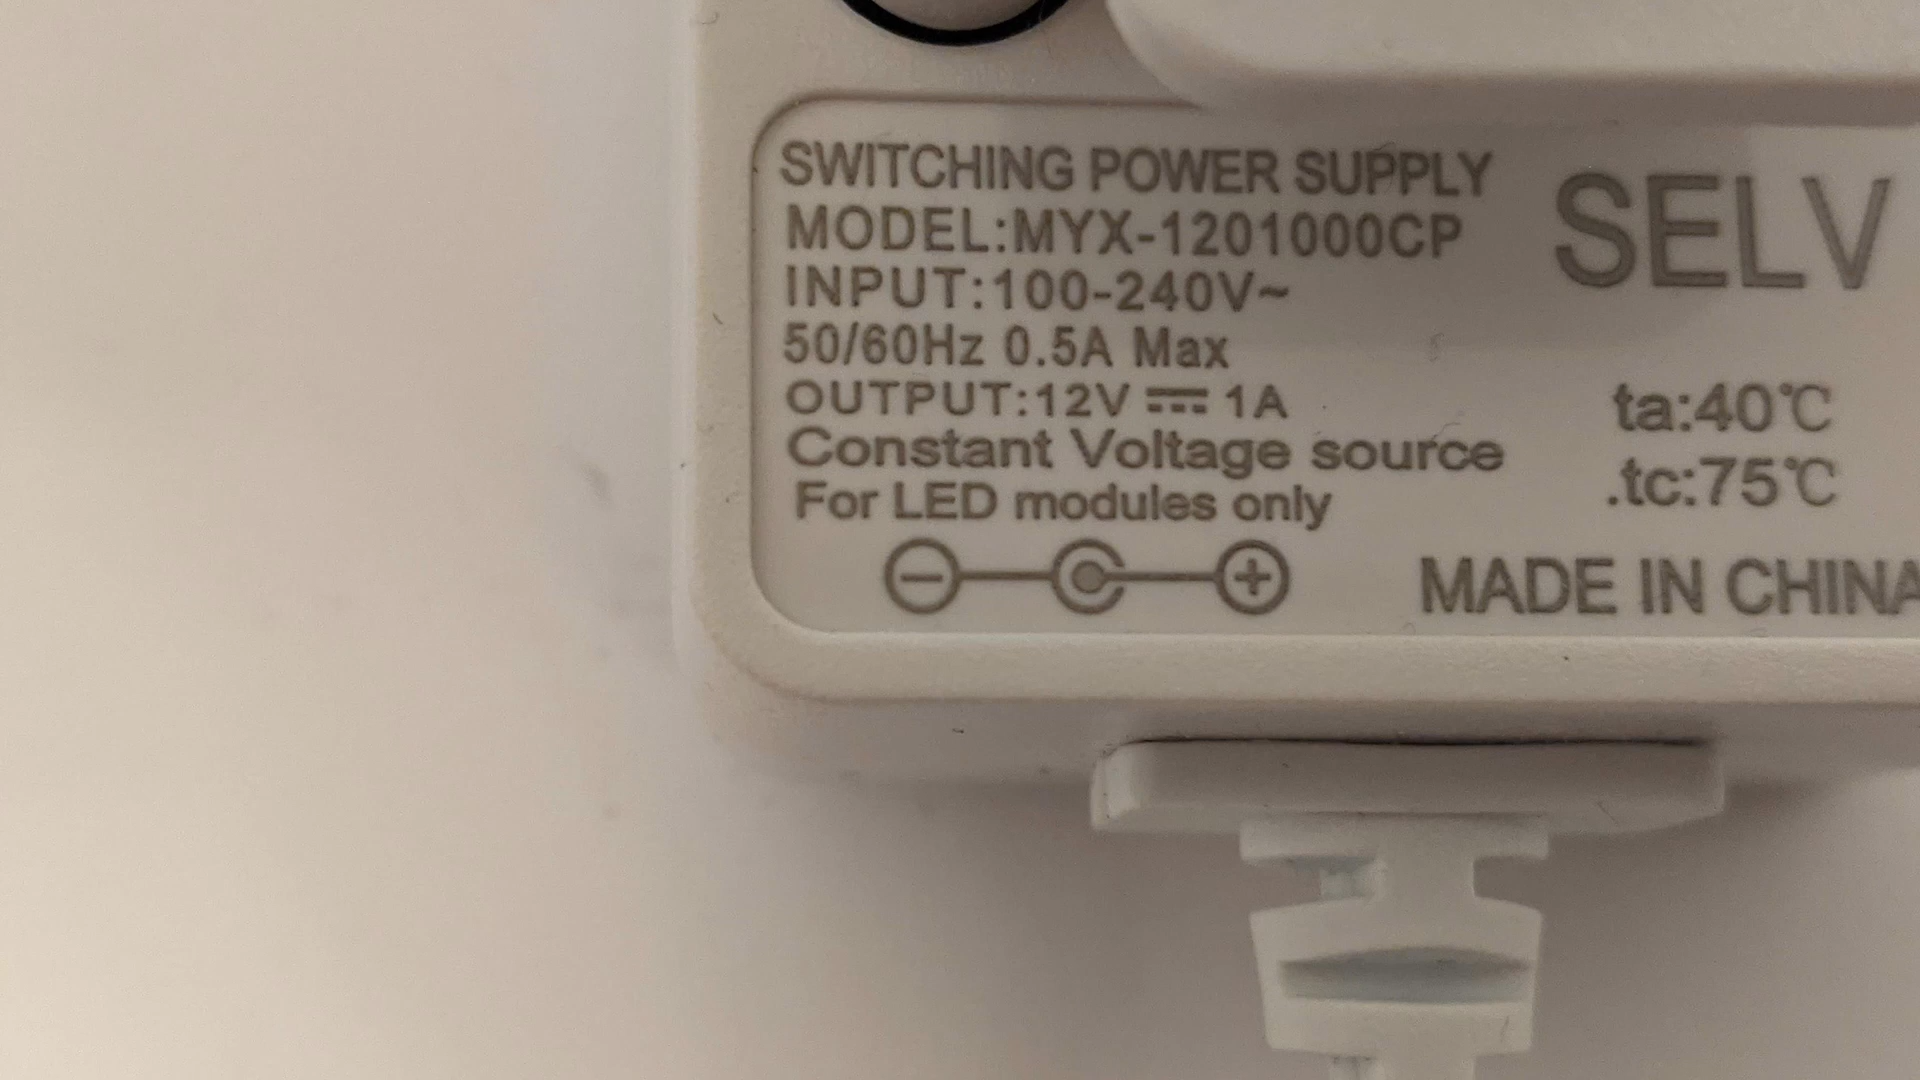 SWITCHING POWER SUPPLY
MODEL:MYX-1201000CP
INPUT:100-240V~
50/60Hz 0.5A Max
OUTPUT:12V ⎓ 1A
Constant Voltage source
For LED modules only
SELV
ta:40℃
.tc:75℃
MADE IN CHINA